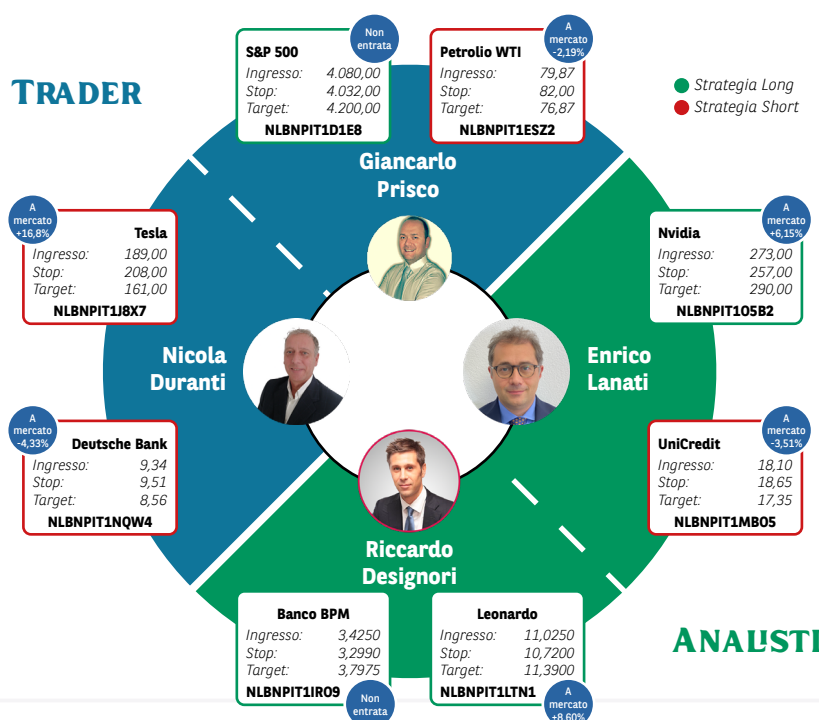 TRADER
S&P 500
Non
entrata
Ingresso: 4.080,00
Stop: 4.032,00
Target: 4.200,00
NLBNPIT1D1E8
Petrolio WTI
A
mercato
-2,19%
Ingresso: 79,87
Stop: 82,00
Target: 76,87
NLBNPIT1ESZ2
Strategia Long
Strategia Short
Giancarlo
Prisco
A
mercato
+16,8%
Tesla
Ingresso: 189,00
Stop: 208,00
Target: 161,00
NLBNPIT1J8X7
Nvidia
A
mercato
+6,15%
Ingresso: 273,00
Stop: 257,00
Target: 290,00
NLBNPIT1O5B2
Nicola
Duranti
Enrico
Lanati
A
mercato
-4,33%
Deutsche Bank
Ingresso: 9,34
Stop: 9,51
Target: 8,56
NLBNPIT1NQW4
UniCredit
A
mercato
-3,51%
Ingresso: 18,10
Stop: 18,65
Target: 17,35
NLBNPIT1MBO5
Riccardo
Designori
Banco BPM
Ingresso: 3,4250
Stop: 3,2990
Target: 3,7975
NLBNPIT1IRO9
Non
entrata
Leonardo
Ingresso: 11,0250
Stop: 10,7200
Target: 11,3900
NLBNPIT1LTN1
A
mercato
+8,60%
ANALISTI